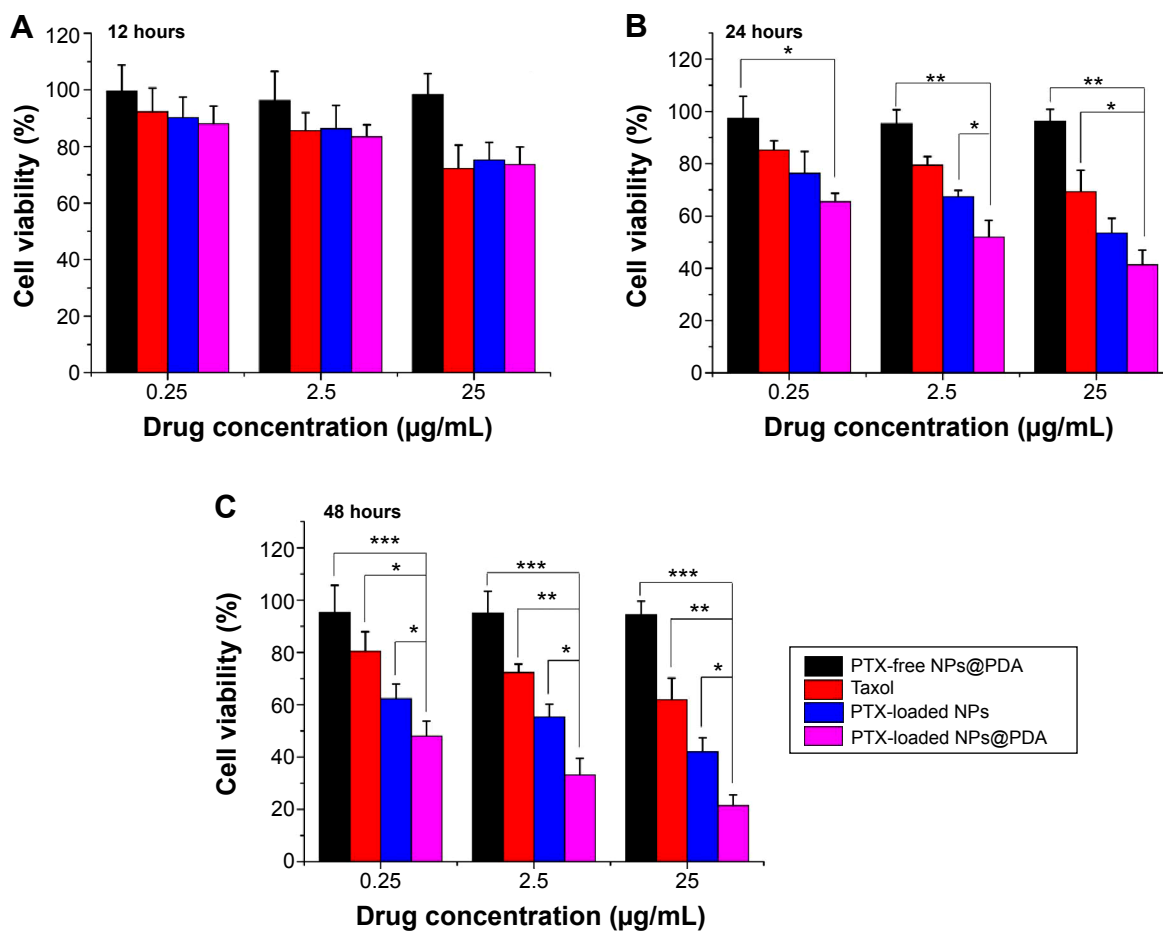 A
12 hours
120
100
80
60
40
20
0
Cell viability (%)
0.25 2.5 25
Drug concentration (µg/mL)
B
24 hours
120
100
80
60
40
20
0
Cell viability (%)
* ** ** * *
0.25 2.5 25
Drug concentration (µg/mL)
C
48 hours
120
100
80
60
40
20
0
Cell viability (%)
*** *** ***
* ** **
* * *
0.25 2.5 25
Drug concentration (µg/mL)
PTX-free NPs@PDA
Taxol
PTX-loaded NPs
PTX-loaded NPs@PDA